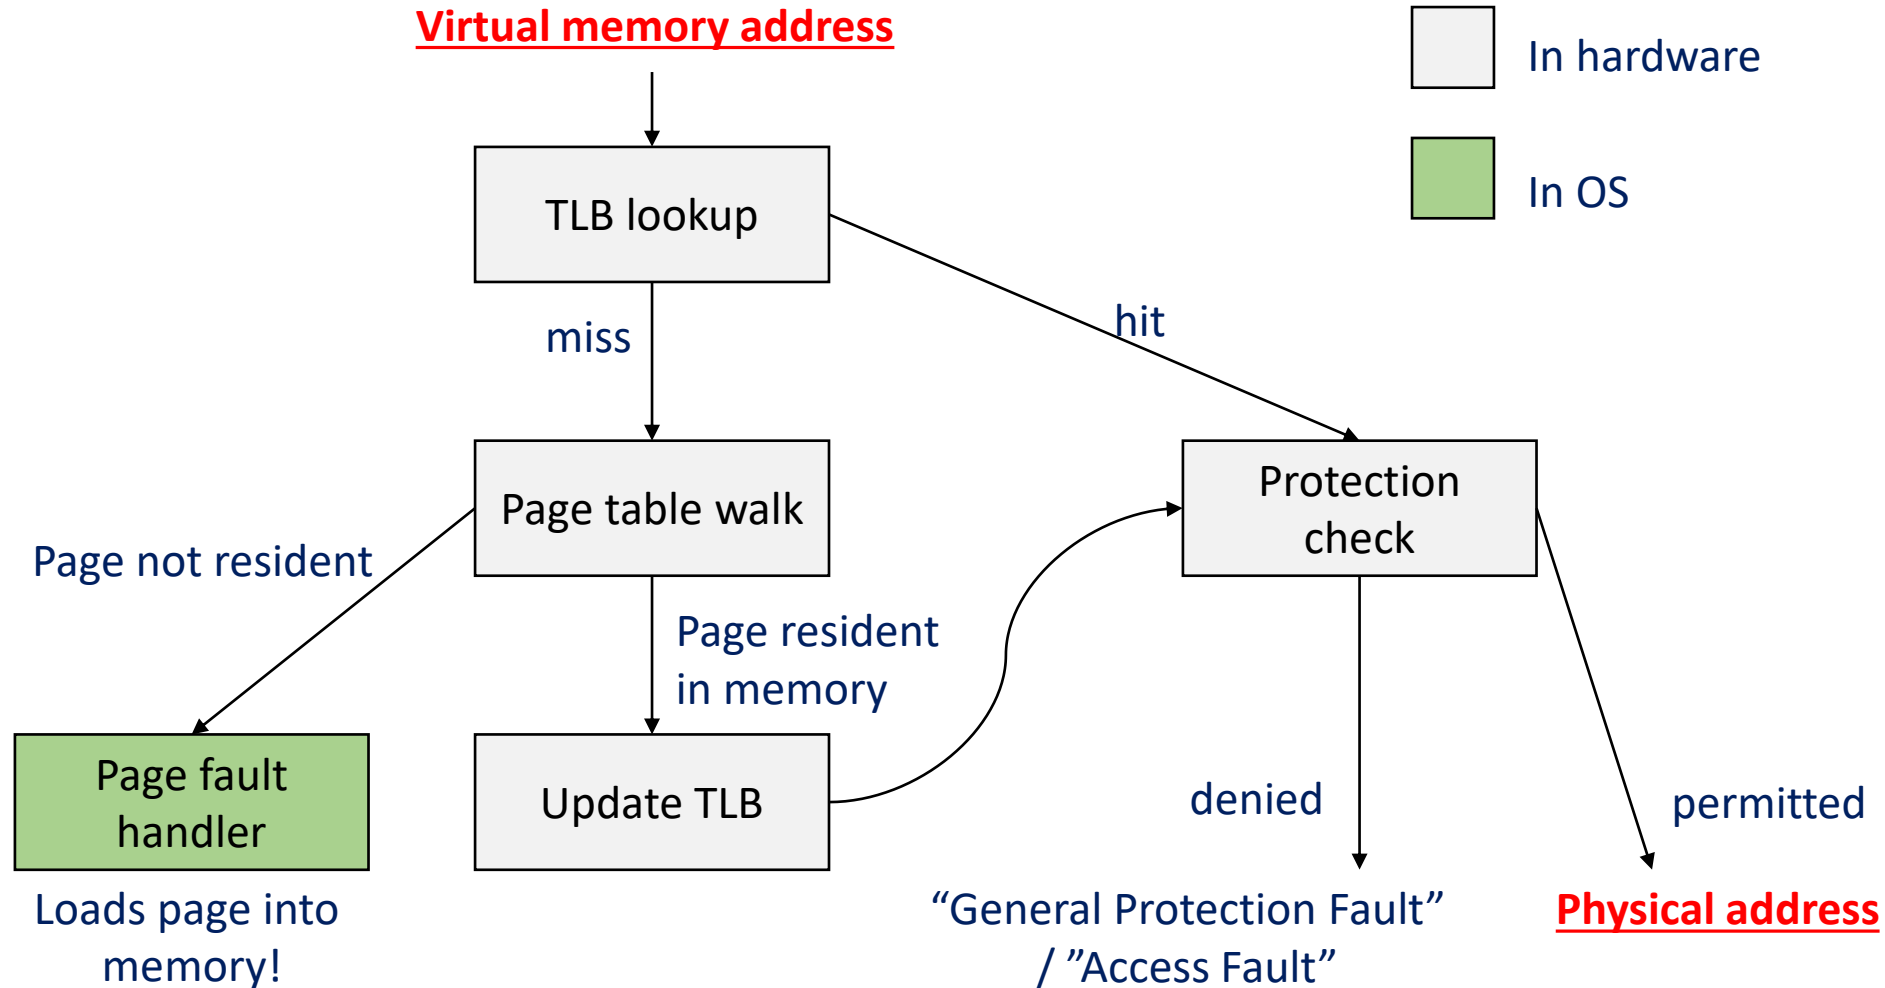 Virtual memory address
In hardware
In OS
TLB lookup
miss
hit
Page table walk
Protection
check
Page not resident
Page resident
in memory
Page fault
handler
Update TLB
denied
permitted
Loads page into
memory!
“General Protection Fault”
/ ”Access Fault”
Physical address